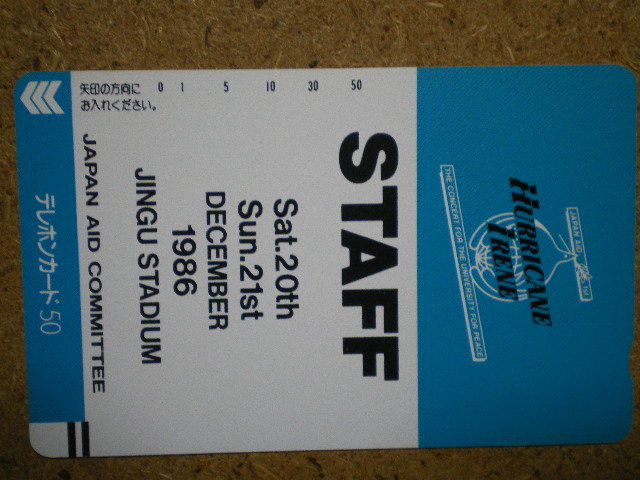 矢印の方向に
お入れください。
0 1 5 10 30 50
JAPAN AID
HURRICANE
IRENE
THE CONCERT FOR THE UNIVERSITY FOR PEACE
STAFF
Sat.20th
Sun.21st
DECEMBER
1986
JINGU STADIUM
JAPAN AID COMMITTEE
テレホンカード 50